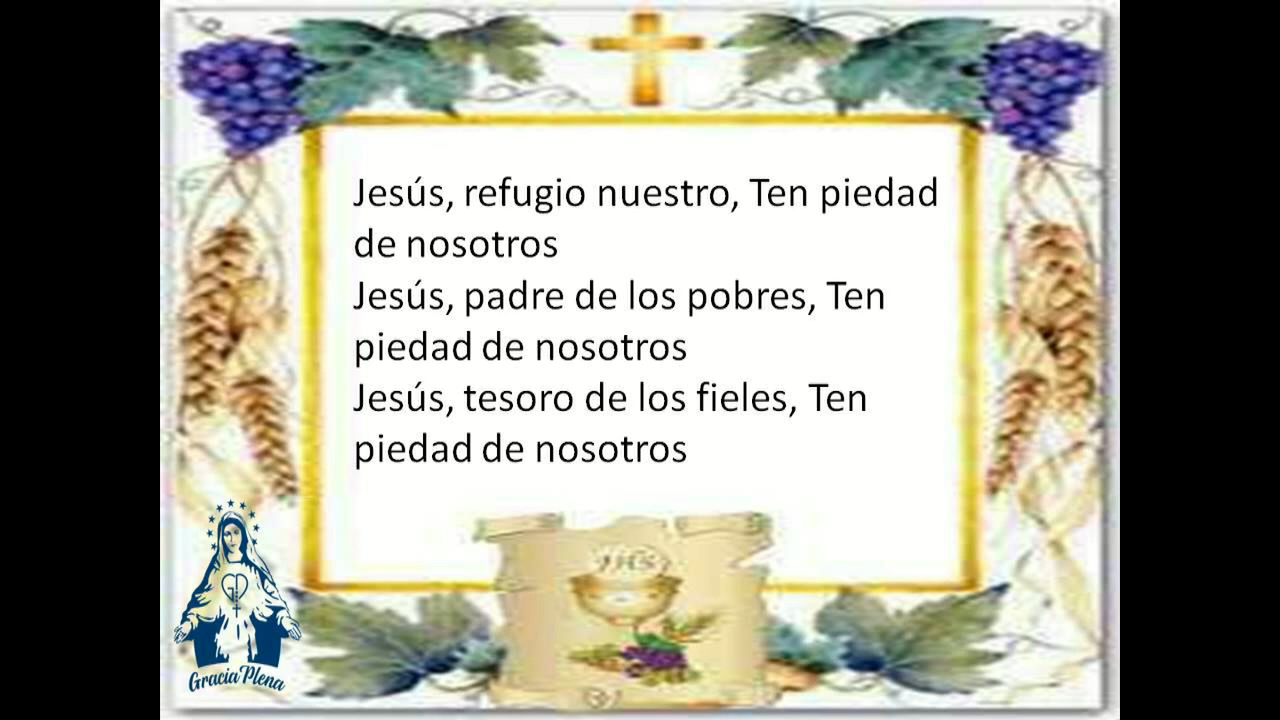 Jesús, refugio nuestro, Ten piedad
de nosotros
Jesús, padre de los pobres, Ten
piedad de nosotros
Jesús, tesoro de los fieles, Ten
piedad de nosotros
JHS
Gracia Plena